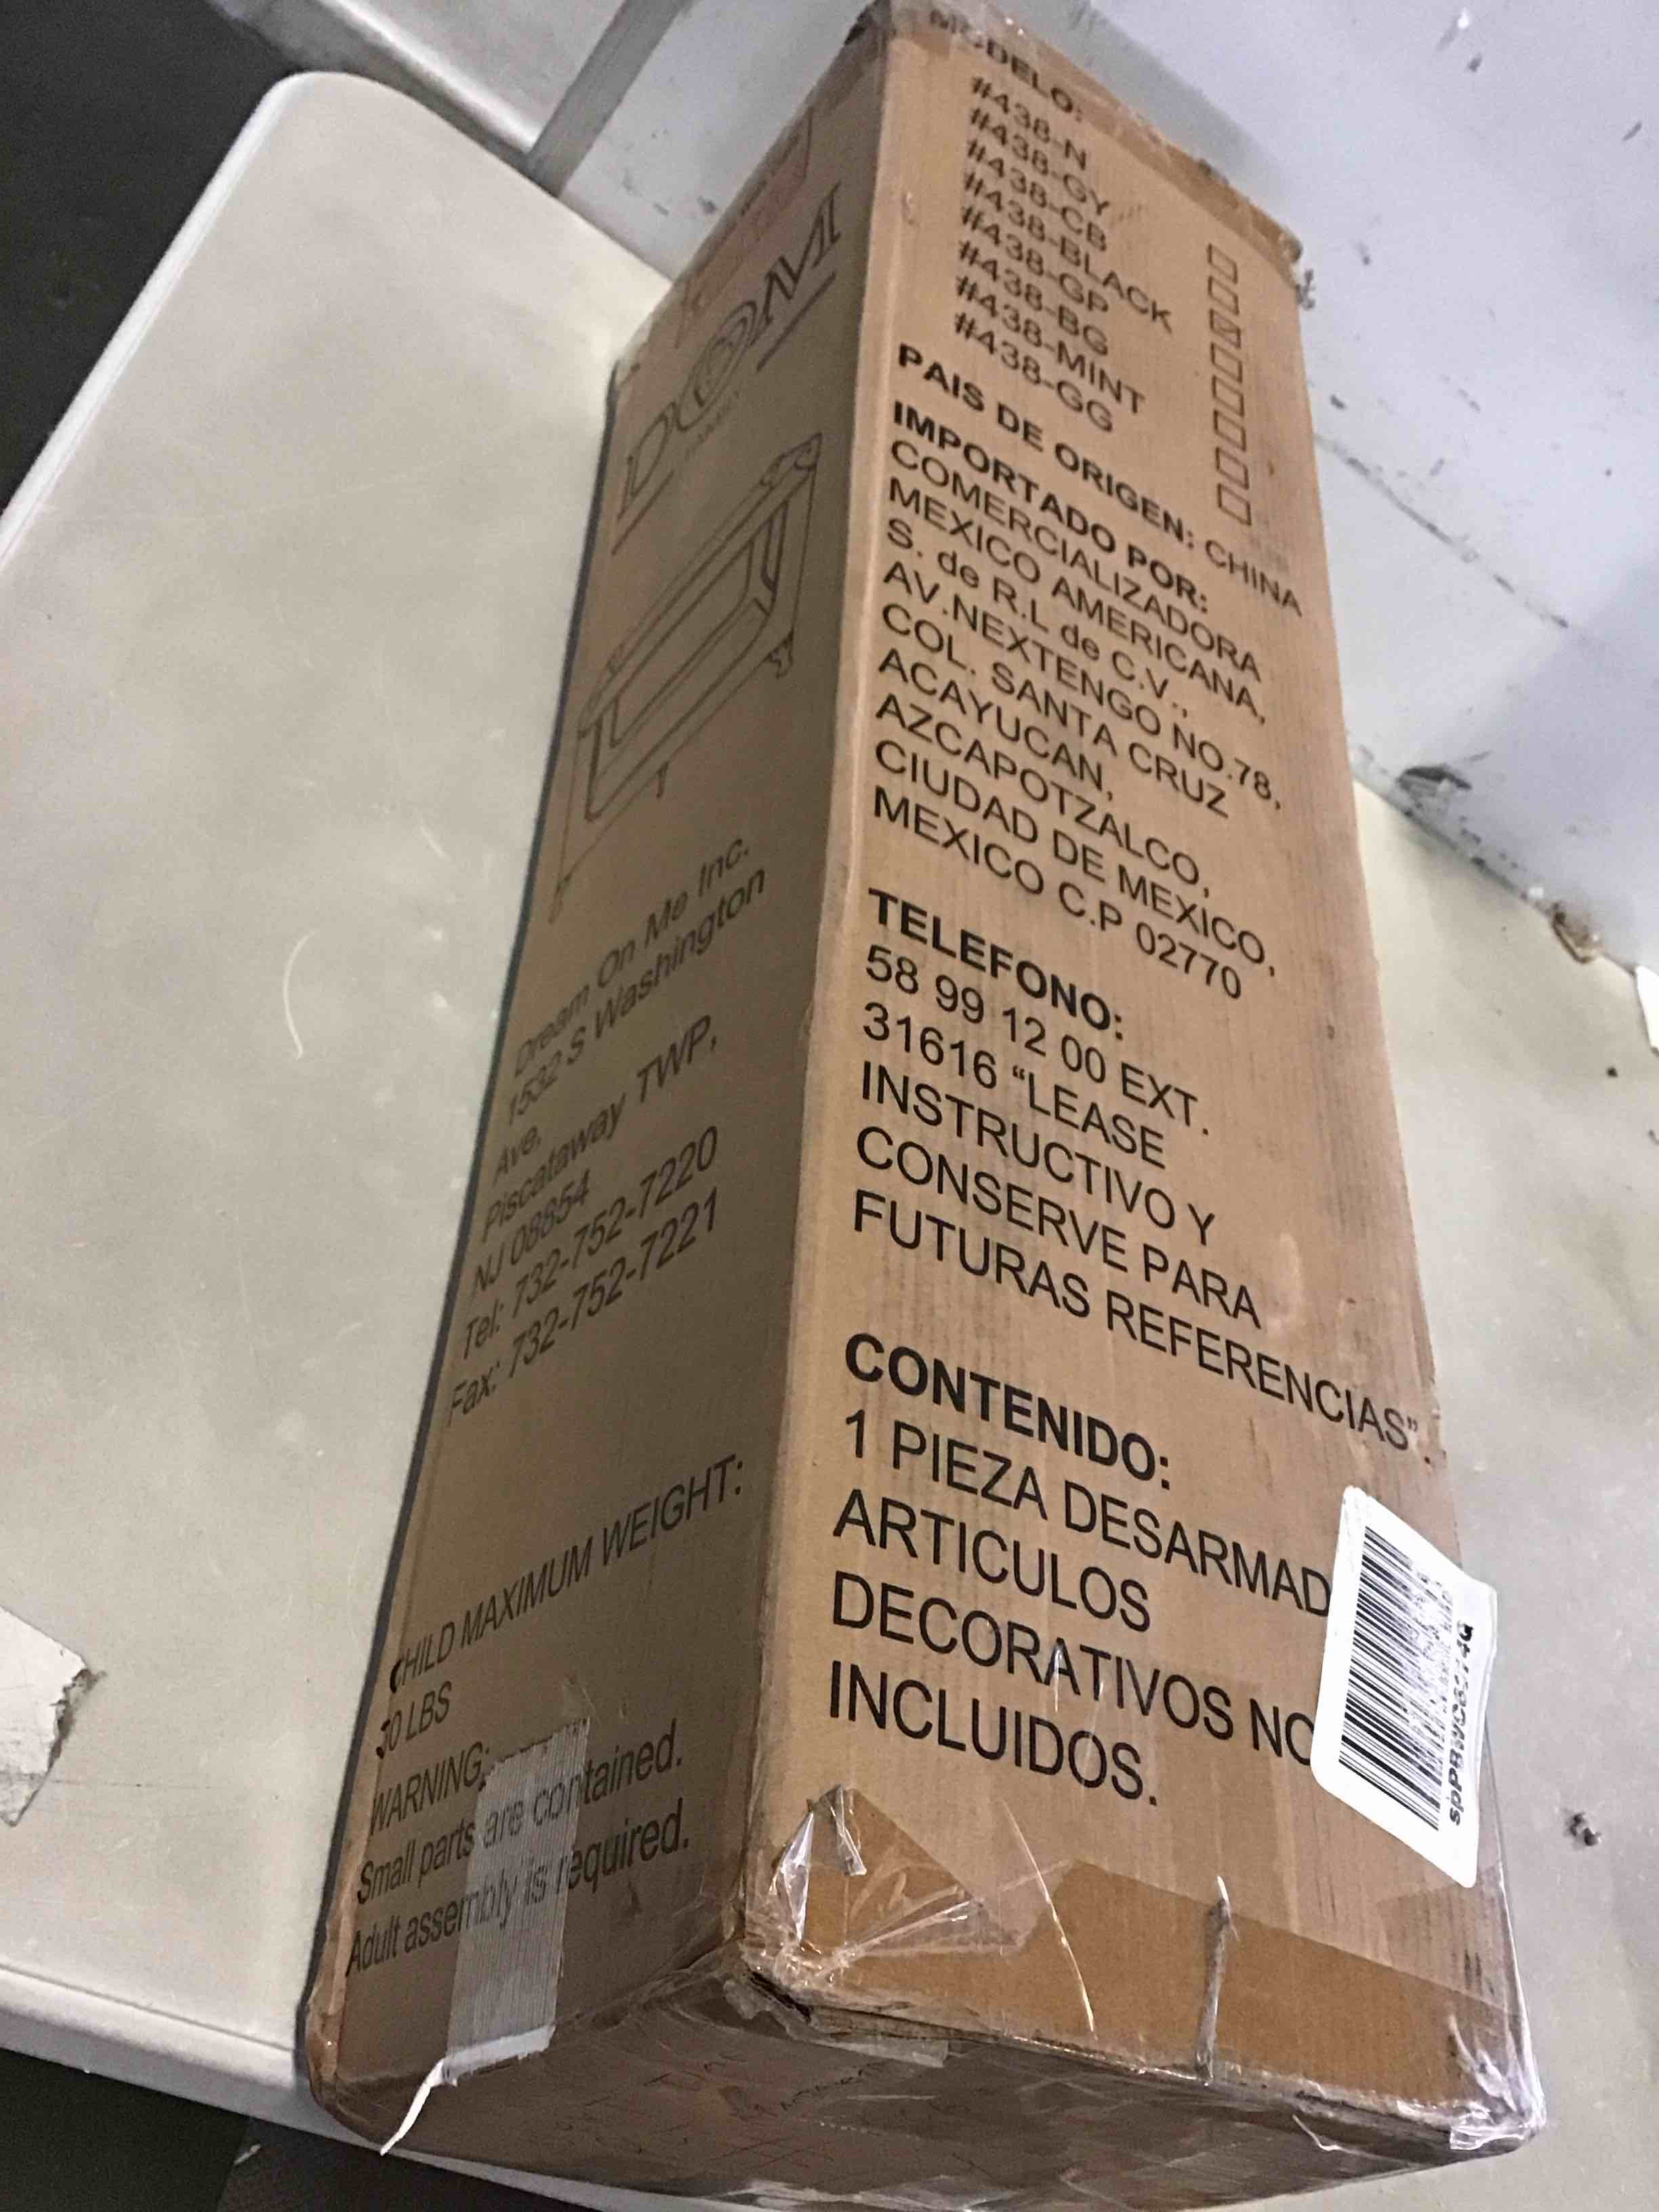 MODELO:
#438-N
#438-GY
#438-CB
#438-BLACK
#438-GP
#438-BG
#438-MINT
#438-GG
PAIS DE ORIGEN: CHINA
IMPORTADO POR:
COMERCIALIZADORA
MEXICO AMERICANA,
S. de R.L de C.V.,
AV.NEXTENGO NO.78,
COL. SANTA CRUZ
ACAYUCAN,
AZCAPOTZALCO,
CIUDAD DE MEXICO,
MEXICO C.P 02770
TELEFONO:
58 99 12 00 EXT.
31616 “LEASE
INSTRUCTIVO Y
CONSERVE PARA
FUTURAS REFERENCIAS”.
CONTENIDO:
1 PIEZA DESARMAD
ARTICULOS
DECORATIVOS NO
INCLUIDOS.
DOM
FAMILY
Dream On Me Inc.
1532 S Washington
Ave,
Piscataway TWP,
NJ 08854
Tel: 732-752-7220
Fax: 732-752-7221
CHILD MAXIMUM WEIGHT:
30 LBS
WARNING:
Small parts are contained.
Adult assembly is required.